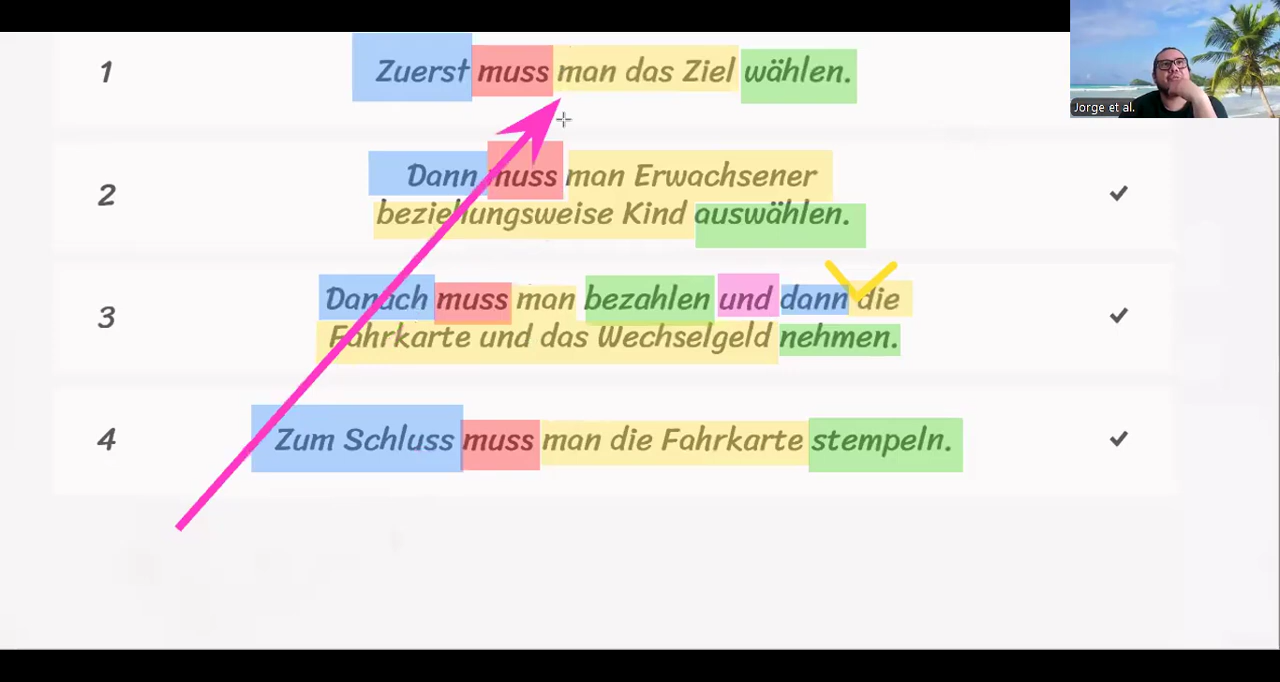 1
Zuerst muss man das Ziel wählen.
2
Dann muss man Erwachsener
beziehungsweise Kind auswählen.
3
Danach muss man bezahlen und dann die
Fahrkarte und das Wechselgeld nehmen.
4
Zum Schluss muss man die Fahrkarte stempeln.
Jorge et al.